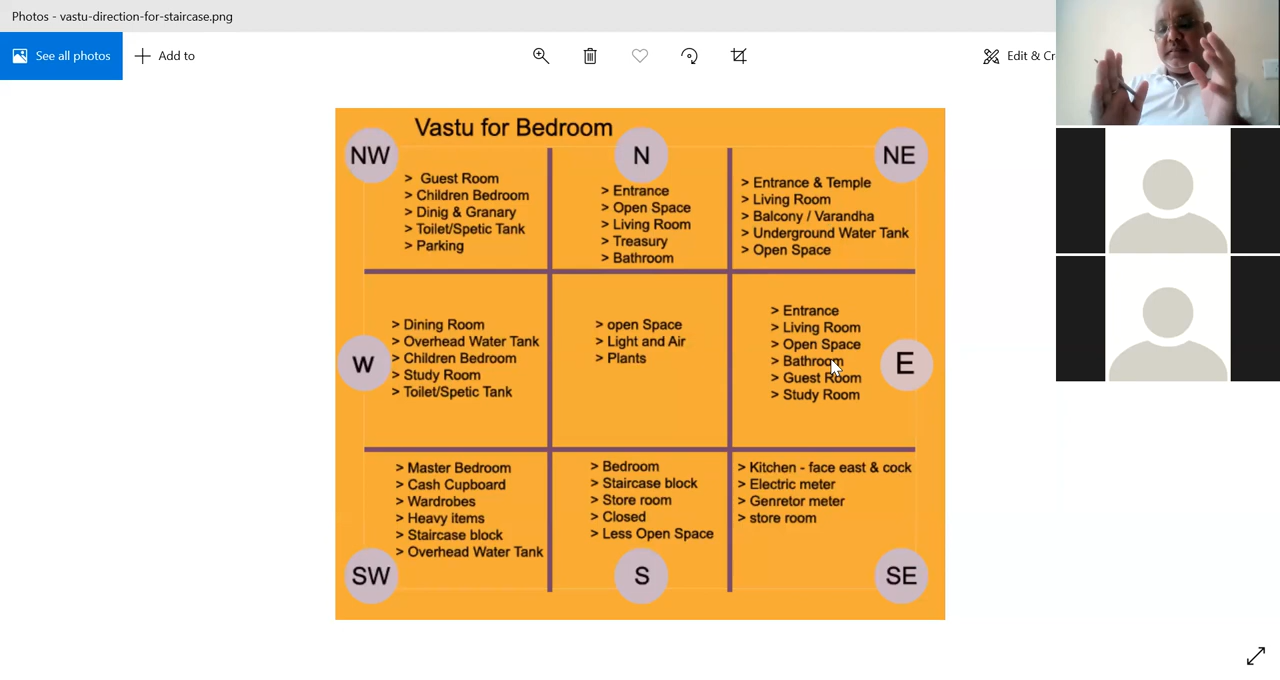 Photos - vastu-direction-for-staircase.png
See all photos
Add to
Edit & Cr
Vastu for Bedroom
NW
> Guest Room
> Children Bedroom
> Dinig & Granary
> Toilet/Spetic Tank
> Parking
N
> Entrance
> Open Space
> Living Room
> Treasury
> Bathroom
NE
> Entrance & Temple
> Living Room
> Balcony / Varandha
> Underground Water Tank
> Open Space
W
> Dining Room
> Overhead Water Tank
> Children Bedroom
> Study Room
> Toilet/Spetic Tank
> open Space
> Light and Air
> Plants
E
> Entrance
> Living Room
> Open Space
> Bathroom
> Guest Room
> Study Room
> Master Bedroom
> Cash Cupboard
> Wardrobes
> Heavy items
> Staircase block
> Overhead Water Tank
SW
> Bedroom
> Staircase block
> Store room
> Closed
> Less Open Space
S
> Kitchen - face east & cock
> Electric meter
> Genretor meter
> store room
SE